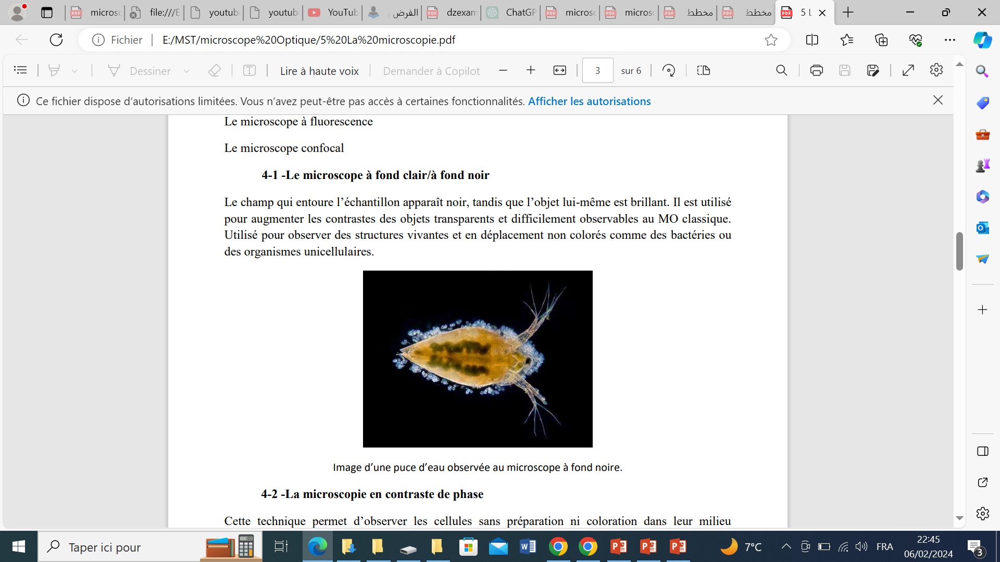 microsc
file:///E
youtub
youtub
YouTub
الفرض
dzexam
ChatGP
microsc
microsc
مخطط
مخطط
5 L
Fichier
E:/MST/microscope%20Optique/5%20La%20microscopie.pdf
Dessiner
Lire à haute voix
Demander à Copilot
3
sur 6
Ce fichier dispose d’autorisations limitées. Vous n’avez peut-être pas accès à certaines fonctionnalités. Afficher les autorisations
Le microscope à fluorescence
Le microscope confocal
4-1 -Le microscope à fond clair/à fond noir
Le champ qui entoure l’échantillon apparaît noir, tandis que l’objet lui-même est brillant. Il est utilisé
pour augmenter les contrastes des objets transparents et difficilement observables au MO classique.
Utilisé pour observer des structures vivantes et en déplacement non colorés comme des bactéries ou
des organismes unicellulaires.
Image d’une puce d’eau observée au microscope à fond noire.
4-2 -La microscopie en contraste de phase
Cette technique permet d’observer les cellules sans préparation ni coloration dans leur milieu
Taper ici pour
7°C
FRA
22:45
06/02/2024
3